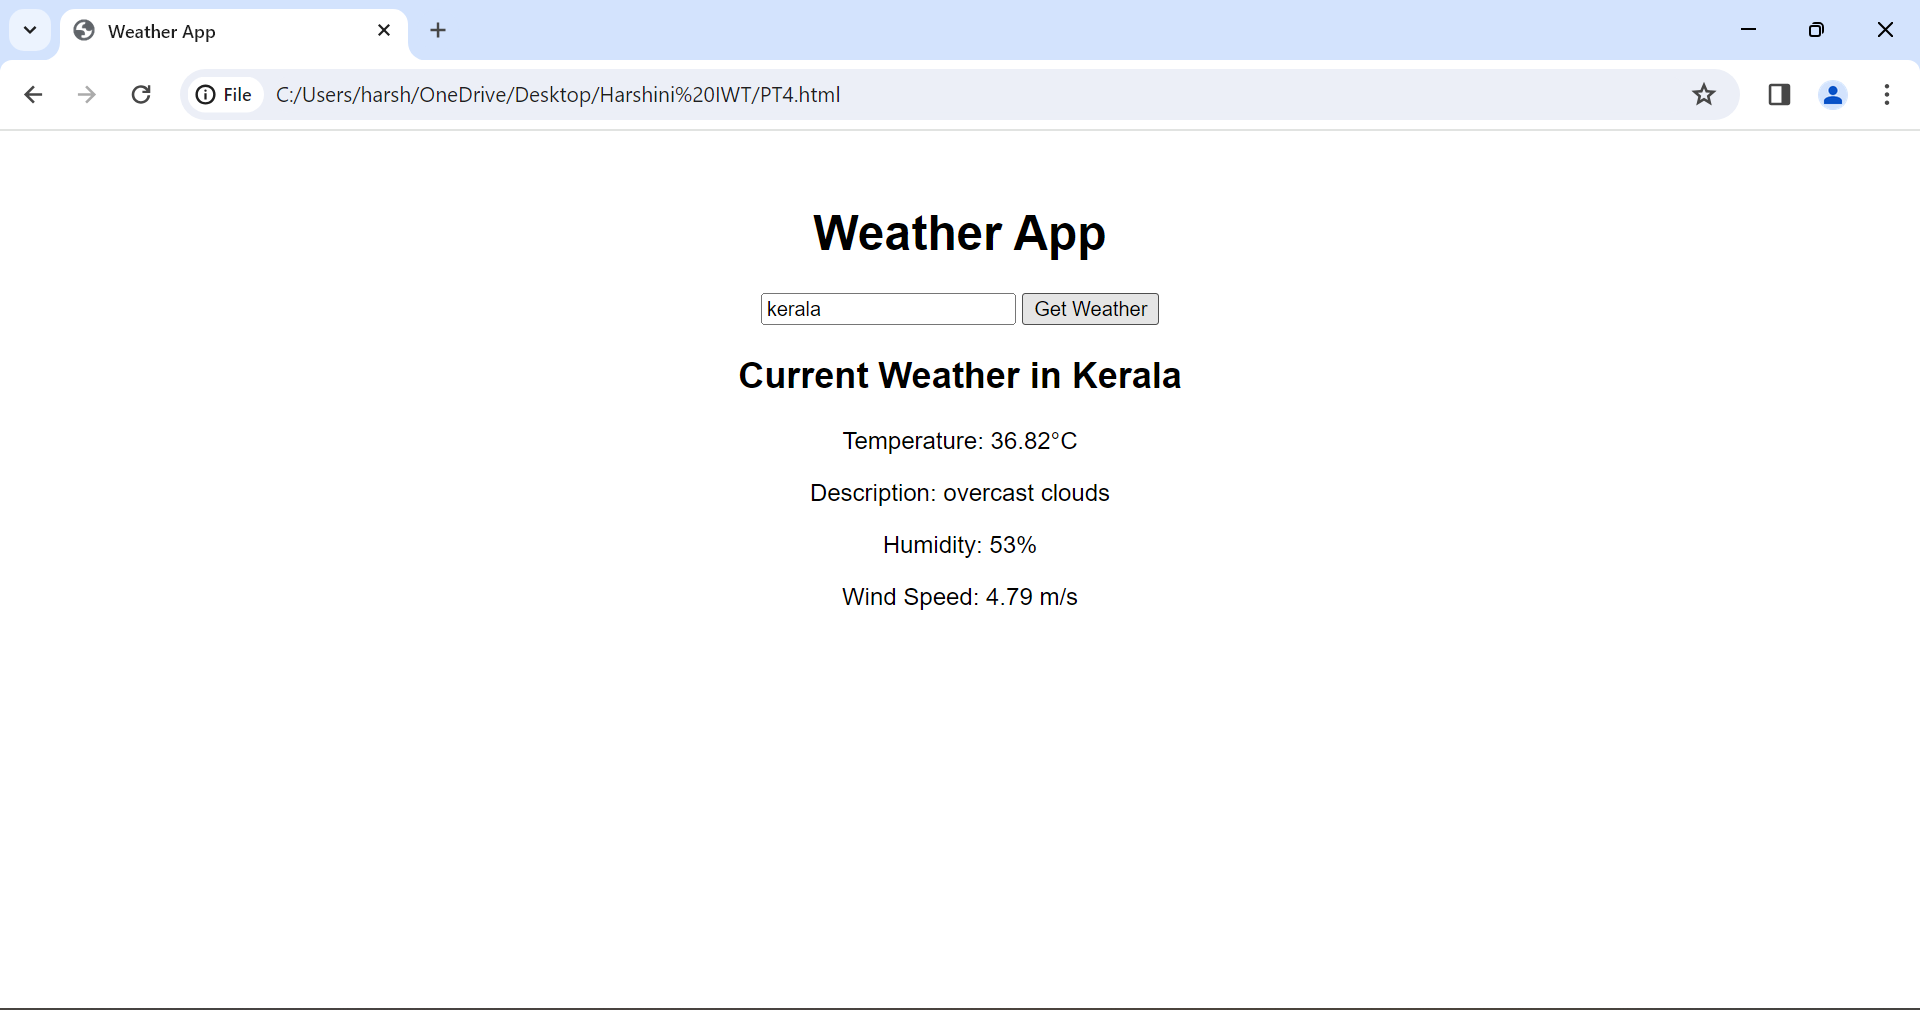 Weather App
File C:/Users/harsh/OneDrive/Desktop/Harshini%20IWT/PT4.html
Weather App
kerala Get Weather
Current Weather in Kerala
Temperature: 36.82°C
Description: overcast clouds
Humidity: 53%
Wind Speed: 4.79 m/s